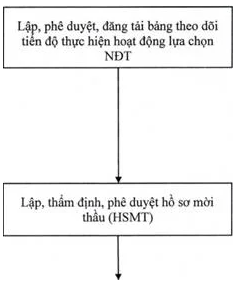 Lập, phê duyệt, đăng tải bảng theo dõi
tiến độ thực hiện hoạt động lựa chọn
NĐT
Lập, thẩm định, phê duyệt hồ sơ mời
thầu (HSMT)